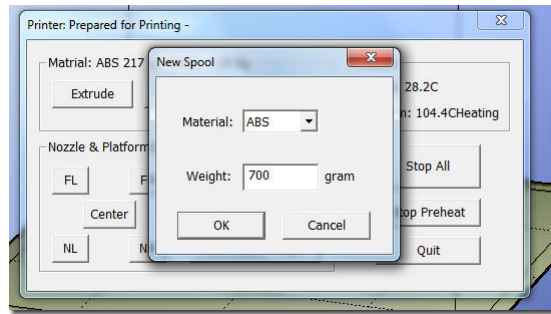 Printer: Prepared for Printing -
Matrial: ABS 217
New Spool
Extrude
28.2C
n: 104.4CHeating
Material: ABS
Nozzle & Platform
Weight: 700 gram
Stop All
FL
F
Center
OK
Cancel
top Preheat
NL
N
Quit